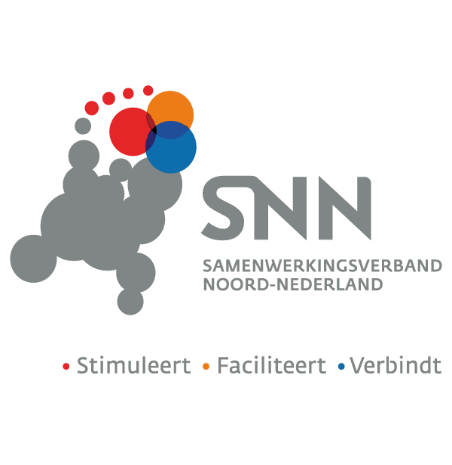 SNN
SAMENWERKINGSVERBAND
NOORD-NEDERLAND
• Stimuleert • Faciliteert • Verbindt